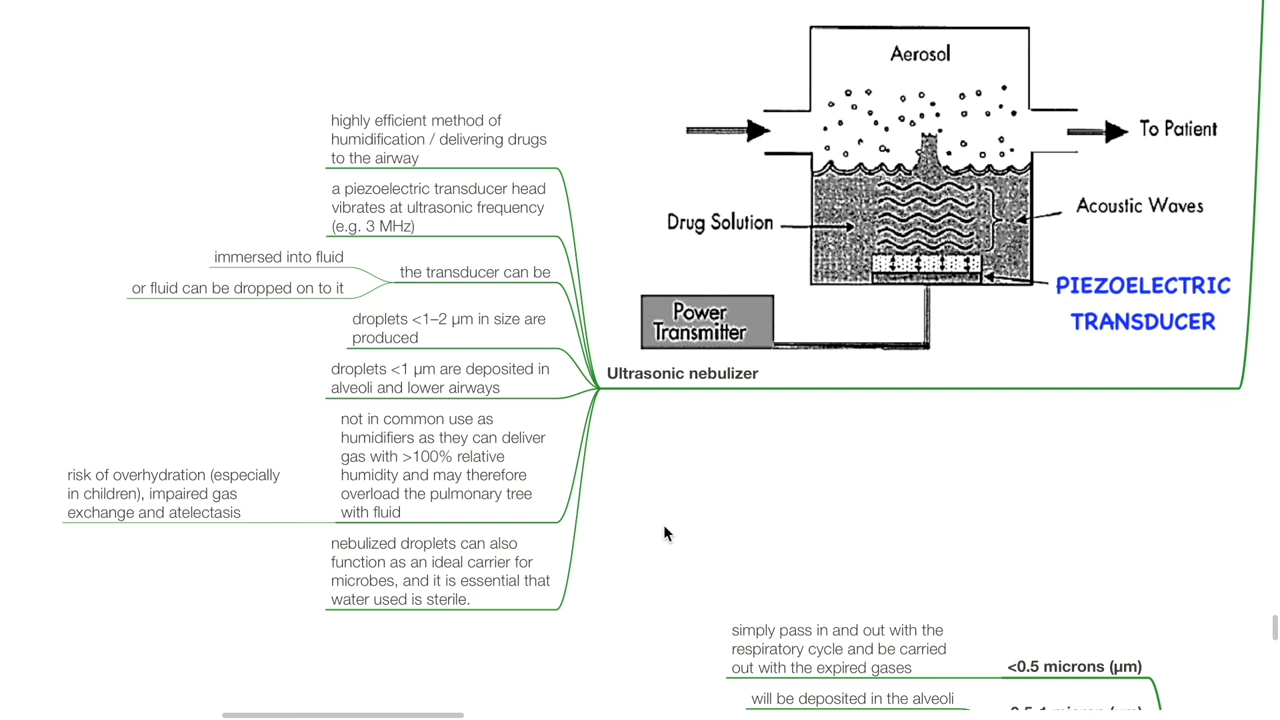 Aerosol
To Patient
Drug Solution
Acoustic Waves
PIEZOELECTRIC
TRANSDUCER
Power
Transmitter
Ultrasonic nebulizer
highly efficient method of
humidification / delivering drugs
to the airway
a piezoelectric transducer head
vibrates at ultrasonic frequency
(e.g. 3 MHz)
the transducer can be
immersed into fluid
or fluid can be dropped on to it
droplets <1–2 µm in size are
produced
droplets <1 µm are deposited in
alveoli and lower airways
not in common use as
humidifiers as they can deliver
gas with >100% relative
humidity and may therefore
overload the pulmonary tree
with fluid
risk of overhydration (especially
in children), impaired gas
exchange and atelectasis
nebulized droplets can also
function as an ideal carrier for
microbes, and it is essential that
water used is sterile.
<0.5 microns (µm)
simply pass in and out with the
respiratory cycle and be carried
out with the expired gases
will be deposited in the alveoli